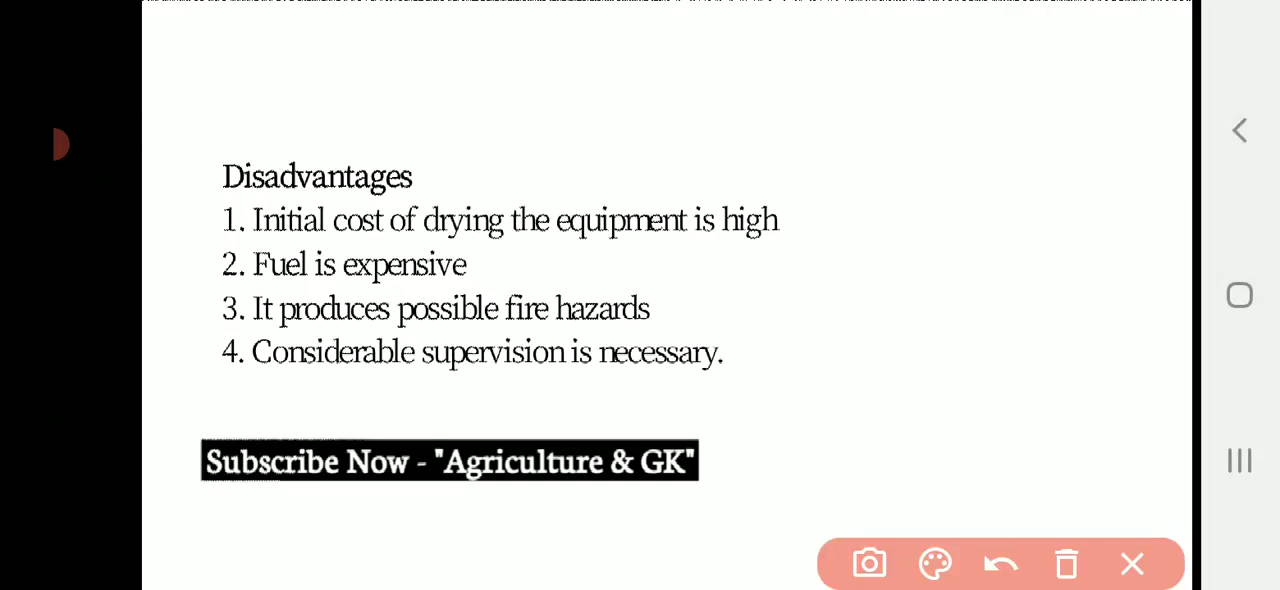 Disadvantages
1. Initial cost of drying the equipment is high
2. Fuel is expensive
3. It produces possible fire hazards
4. Considerable supervision is necessary.
Subscribe Now - "Agriculture & GK"